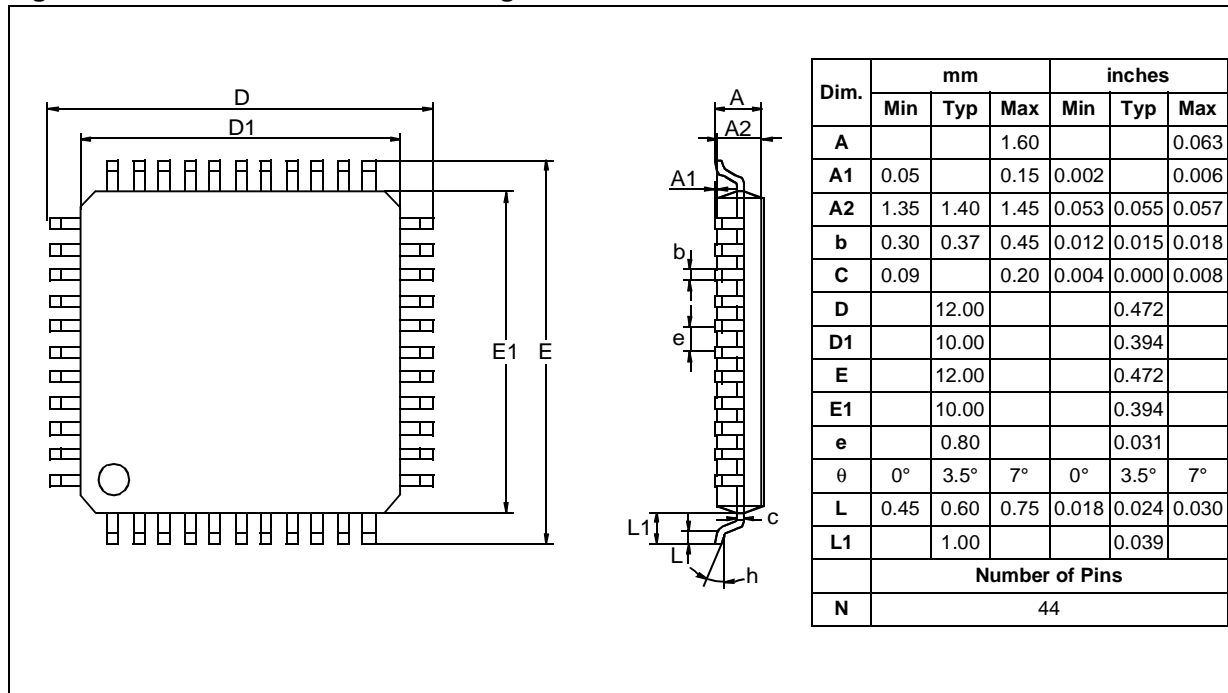 D
D1
E1 E
A
A2
A1
b
e
L1
L
c
h
Dim. mm inches
Min Typ Max Min Typ Max
A 1.60 0.063
A1 0.05 0.15 0.002 0.006
A2 1.35 1.40 1.45 0.053 0.055 0.057
b 0.30 0.37 0.45 0.012 0.015 0.018
C 0.09 0.20 0.004 0.000 0.008
D 12.00 0.472
D1 10.00 0.394
E 12.00 0.472
E1 10.00 0.394
e 0.80 0.031
θ 0° 3.5° 7° 0° 3.5° 7°
L 0.45 0.60 0.75 0.018 0.024 0.030
L1 1.00 0.039
Number of Pins
N 44